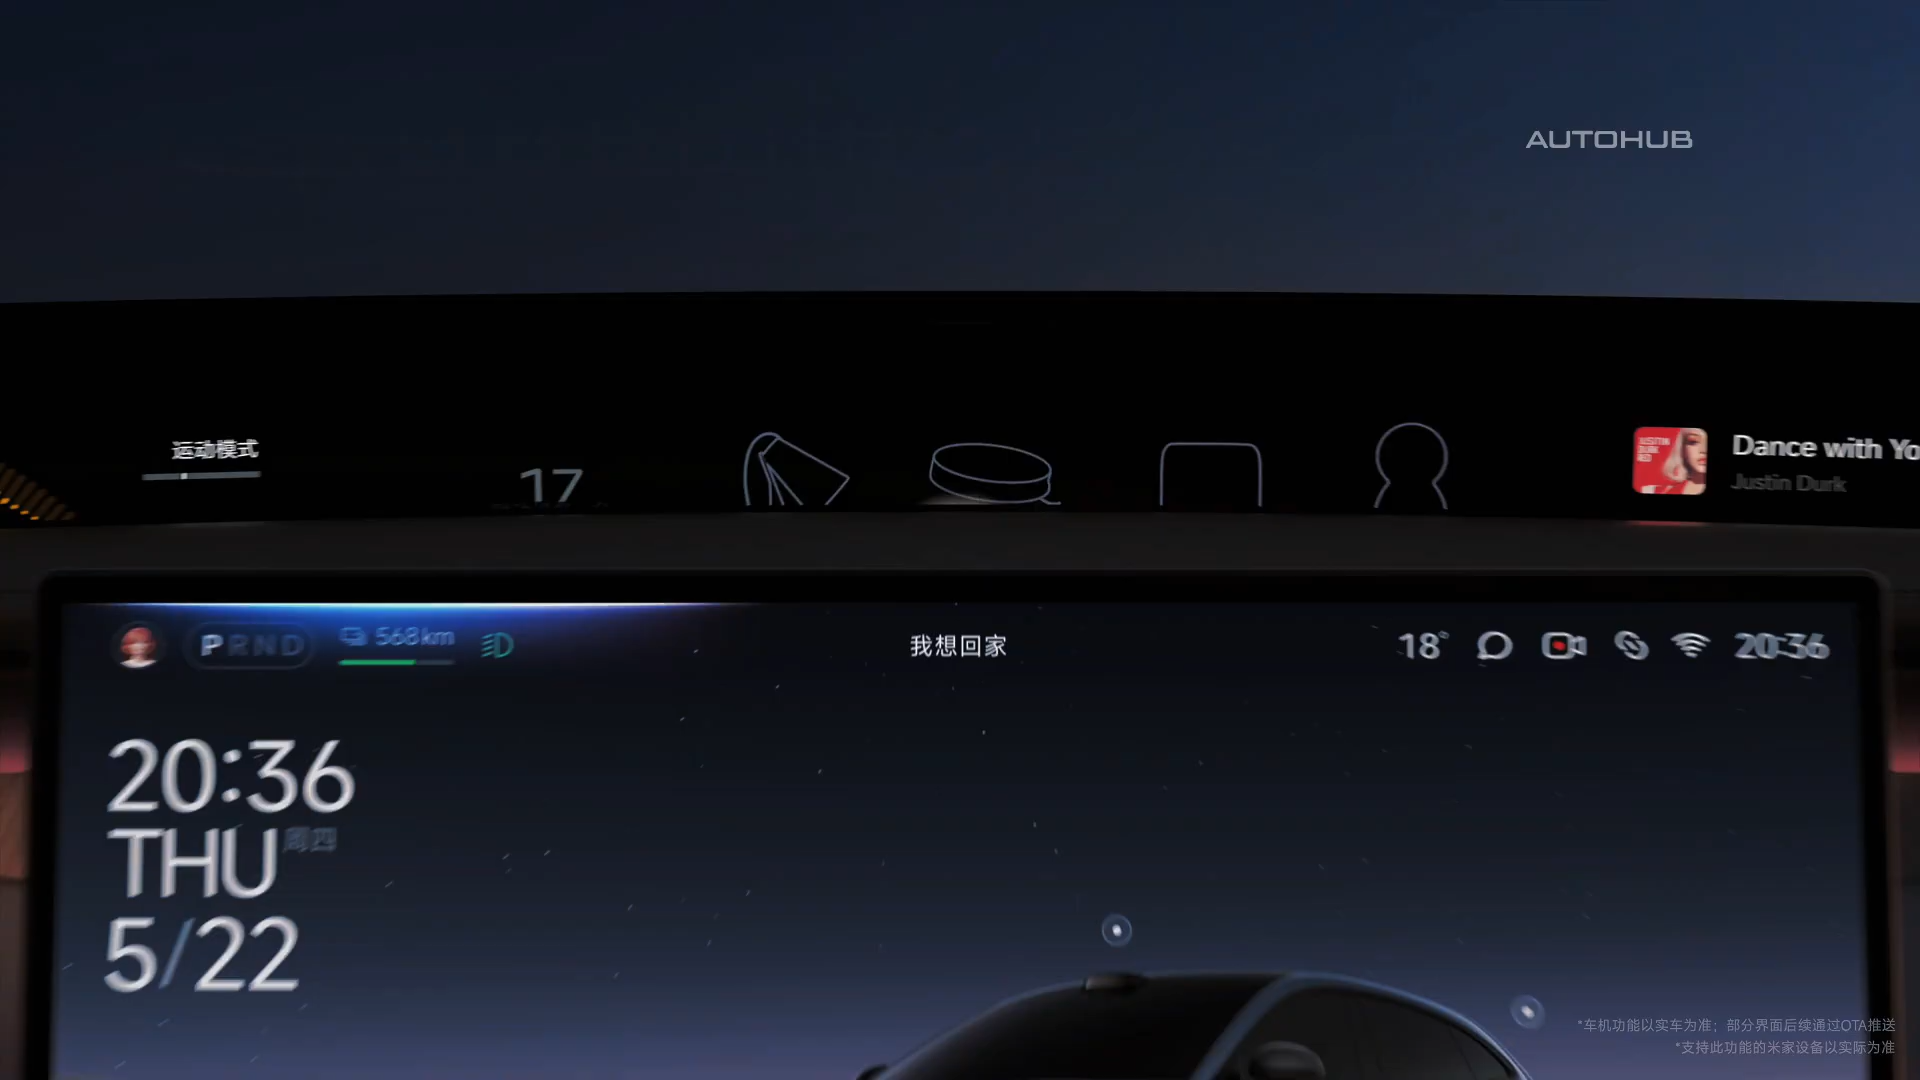 AUTOHUB
运动模式
17
Dance with Yo
Justin Durk
P R N D
568km
我想回家
18°
20:36
20:36
THU 周四
5/22
*车机功能以实车为准；部分界面后续通过OTA推送
*支持此功能的米家设备以实际为准